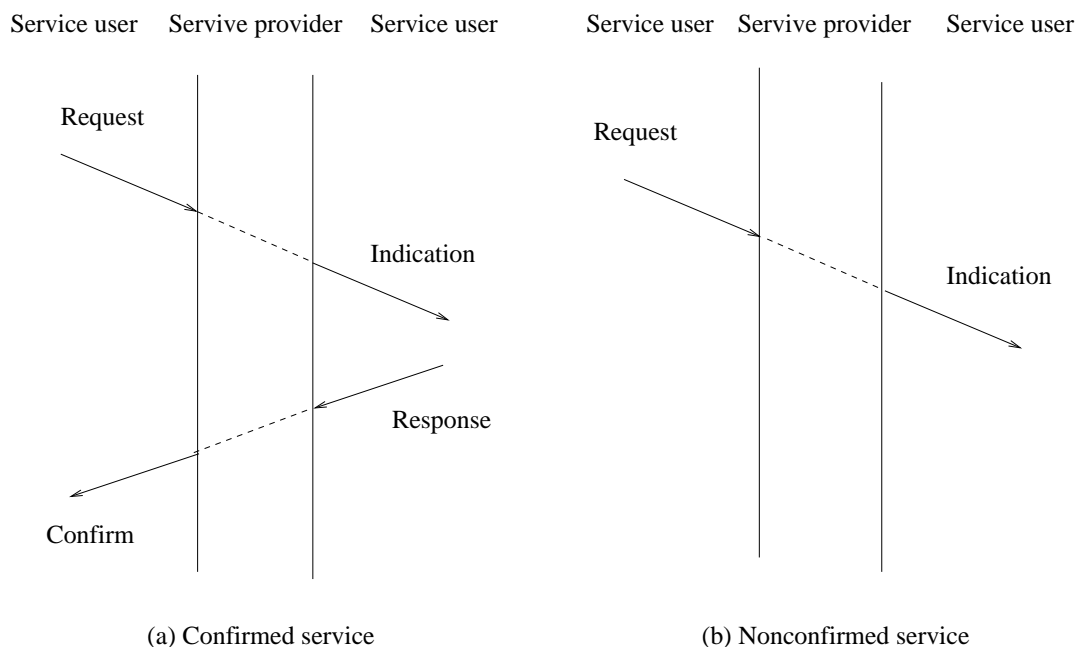 Service user Servive provider Service user
Request
Indication
Response
Confirm
(a) Confirmed service
Service user Servive provider Service user
Request
Indication
(b) Nonconfirmed service